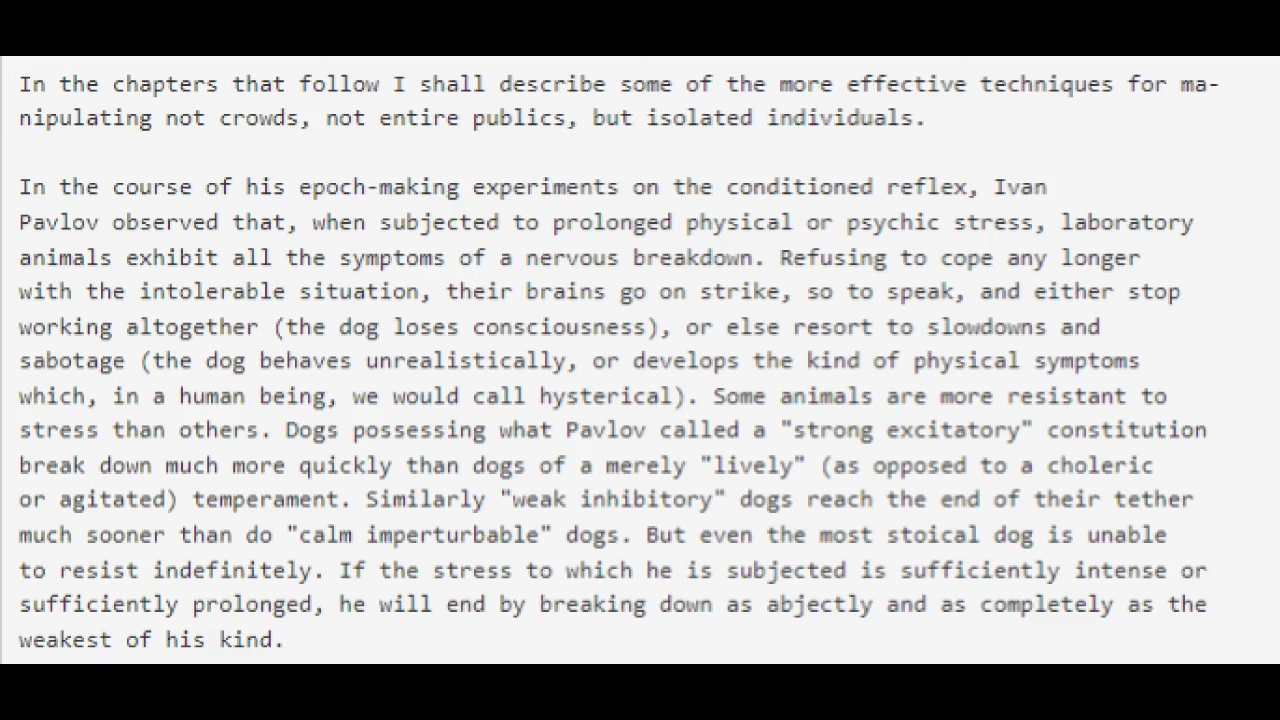 In the chapters that follow I shall describe some of the more effective techniques for ma-
nipulating not crowds, not entire publics, but isolated individuals.
In the course of his epoch-making experiments on the conditioned reflex, Ivan
Pavlov observed that, when subjected to prolonged physical or psychic stress, laboratory
animals exhibit all the symptoms of a nervous breakdown. Refusing to cope any longer
with the intolerable situation, their brains go on strike, so to speak, and either stop
working altogether (the dog loses consciousness), or else resort to slowdowns and
sabotage (the dog behaves unrealistically, or develops the kind of physical symptoms
which, in a human being, we would call hysterical). Some animals are more resistant to
stress than others. Dogs possessing what Pavlov called a "strong excitatory" constitution
break down much more quickly than dogs of a merely "lively" (as opposed to a choleric
or agitated) temperament. Similarly "weak inhibitory" dogs reach the end of their tether
much sooner than do "calm imperturbable" dogs. But even the most stoical dog is unable
to resist indefinitely. If the stress to which he is subjected is sufficiently intense or
sufficiently prolonged, he will end by breaking down as abjectly and as completely as the
weakest of his kind.